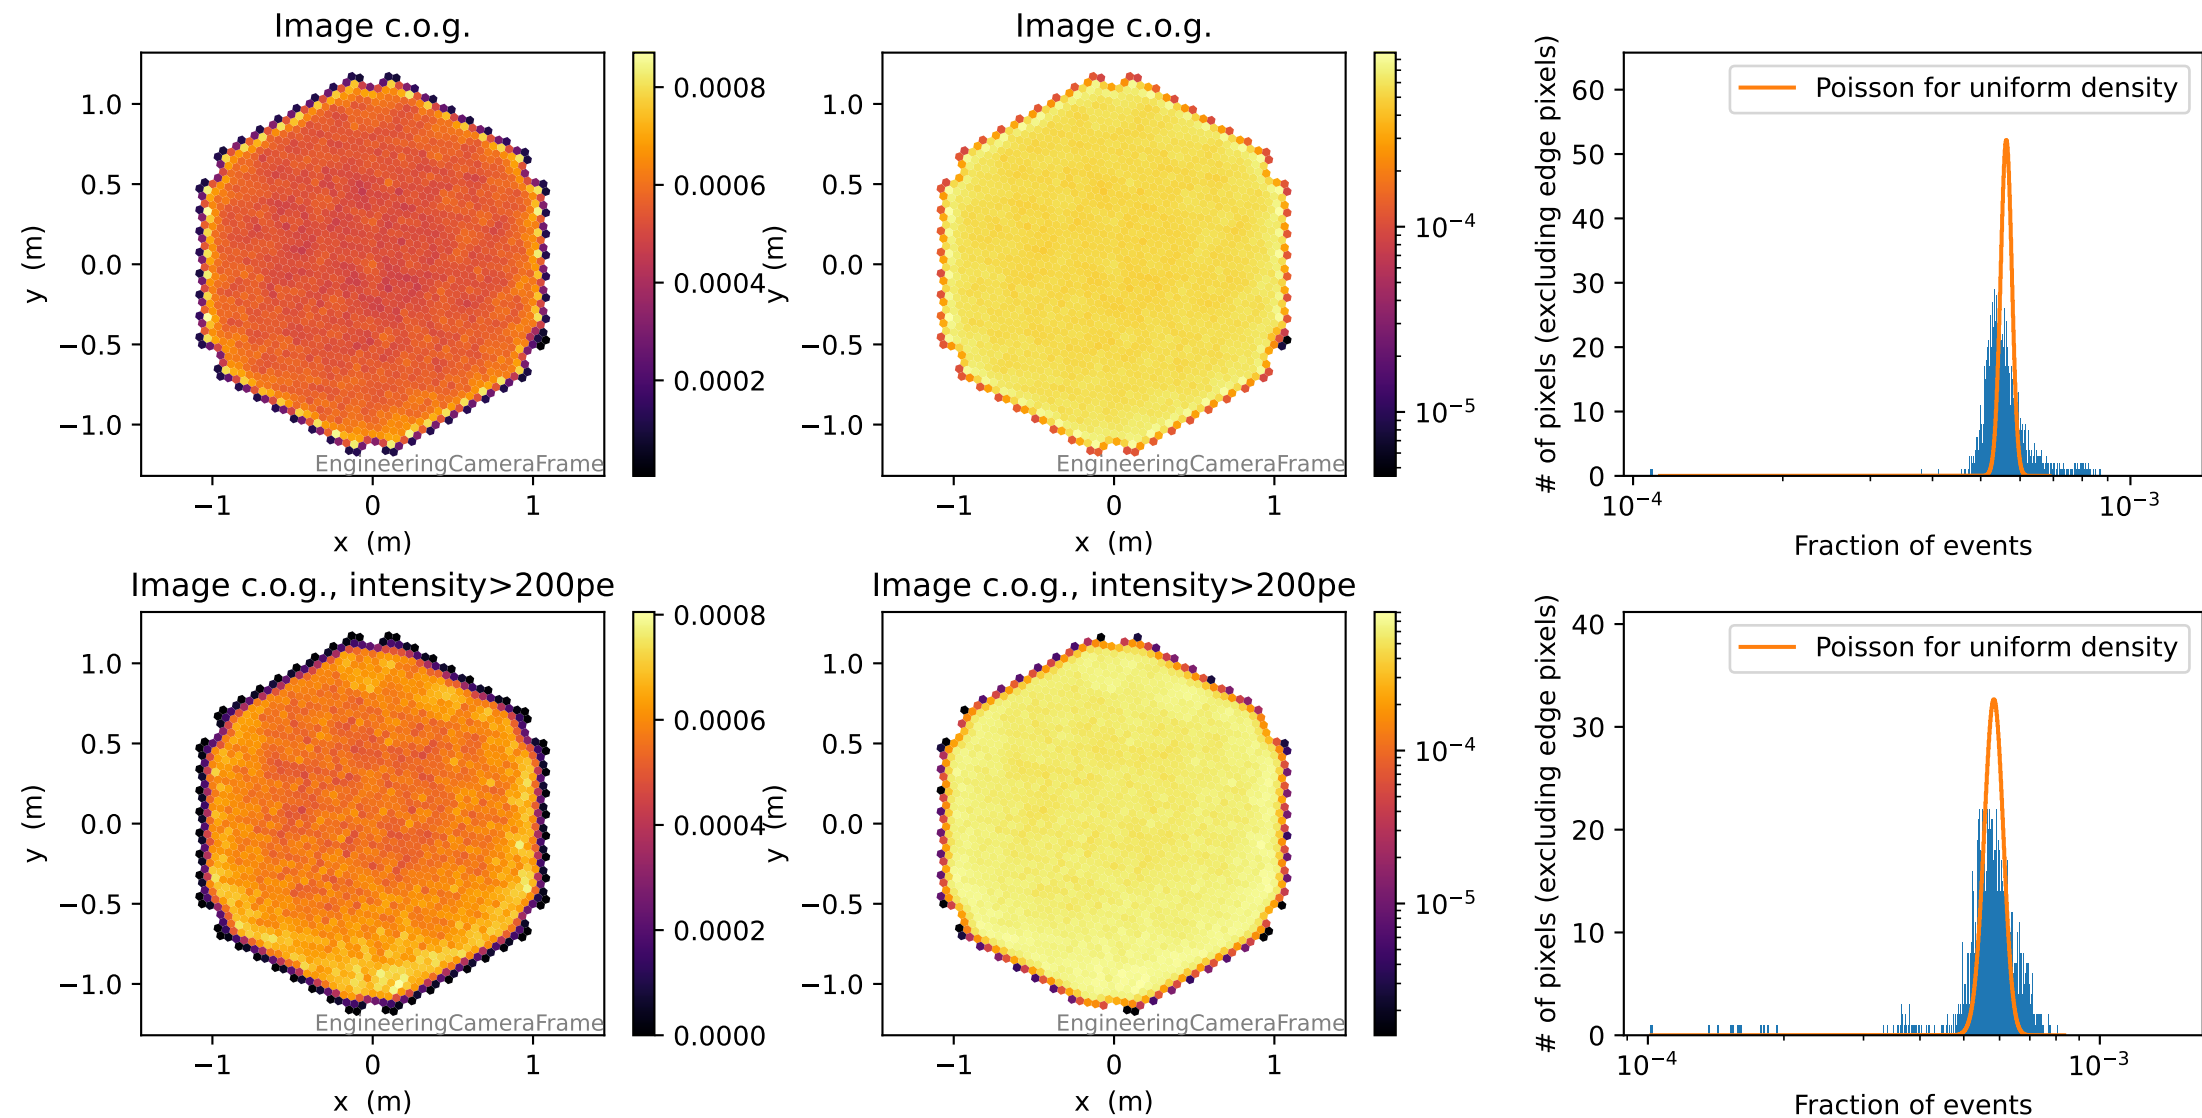 Image c.o.g.
1.0
0.5
0.0
−0.5
−1.0
y (m)
−1
0
1
x (m)
EngineeringCameraFrame
0.0008
0.0006
0.0004
0.0002
Image c.o.g.
1.0
0.5
0.0
−0.5
−1.0
y (m)
−1
0
1
x (m)
EngineeringCameraFrame
10⁻⁴
10⁻⁵
# of pixels (excluding edge pixels)
60
50
40
30
20
10
0
Poisson for uniform density
10⁻⁴
10⁻³
Fraction of events
Image c.o.g., intensity>200pe
1.0
0.5
0.0
−0.5
−1.0
y (m)
−1
0
1
x (m)
EngineeringCameraFrame
0.0008
0.0006
0.0004
0.0002
0.0000
Image c.o.g., intensity>200pe
1.0
0.5
0.0
−0.5
−1.0
y (m)
−1
0
1
x (m)
EngineeringCameraFrame
10⁻⁴
10⁻⁵
# of pixels (excluding edge pixels)
40
30
20
10
0
Poisson for uniform density
10⁻⁴
10⁻³
Fraction of events